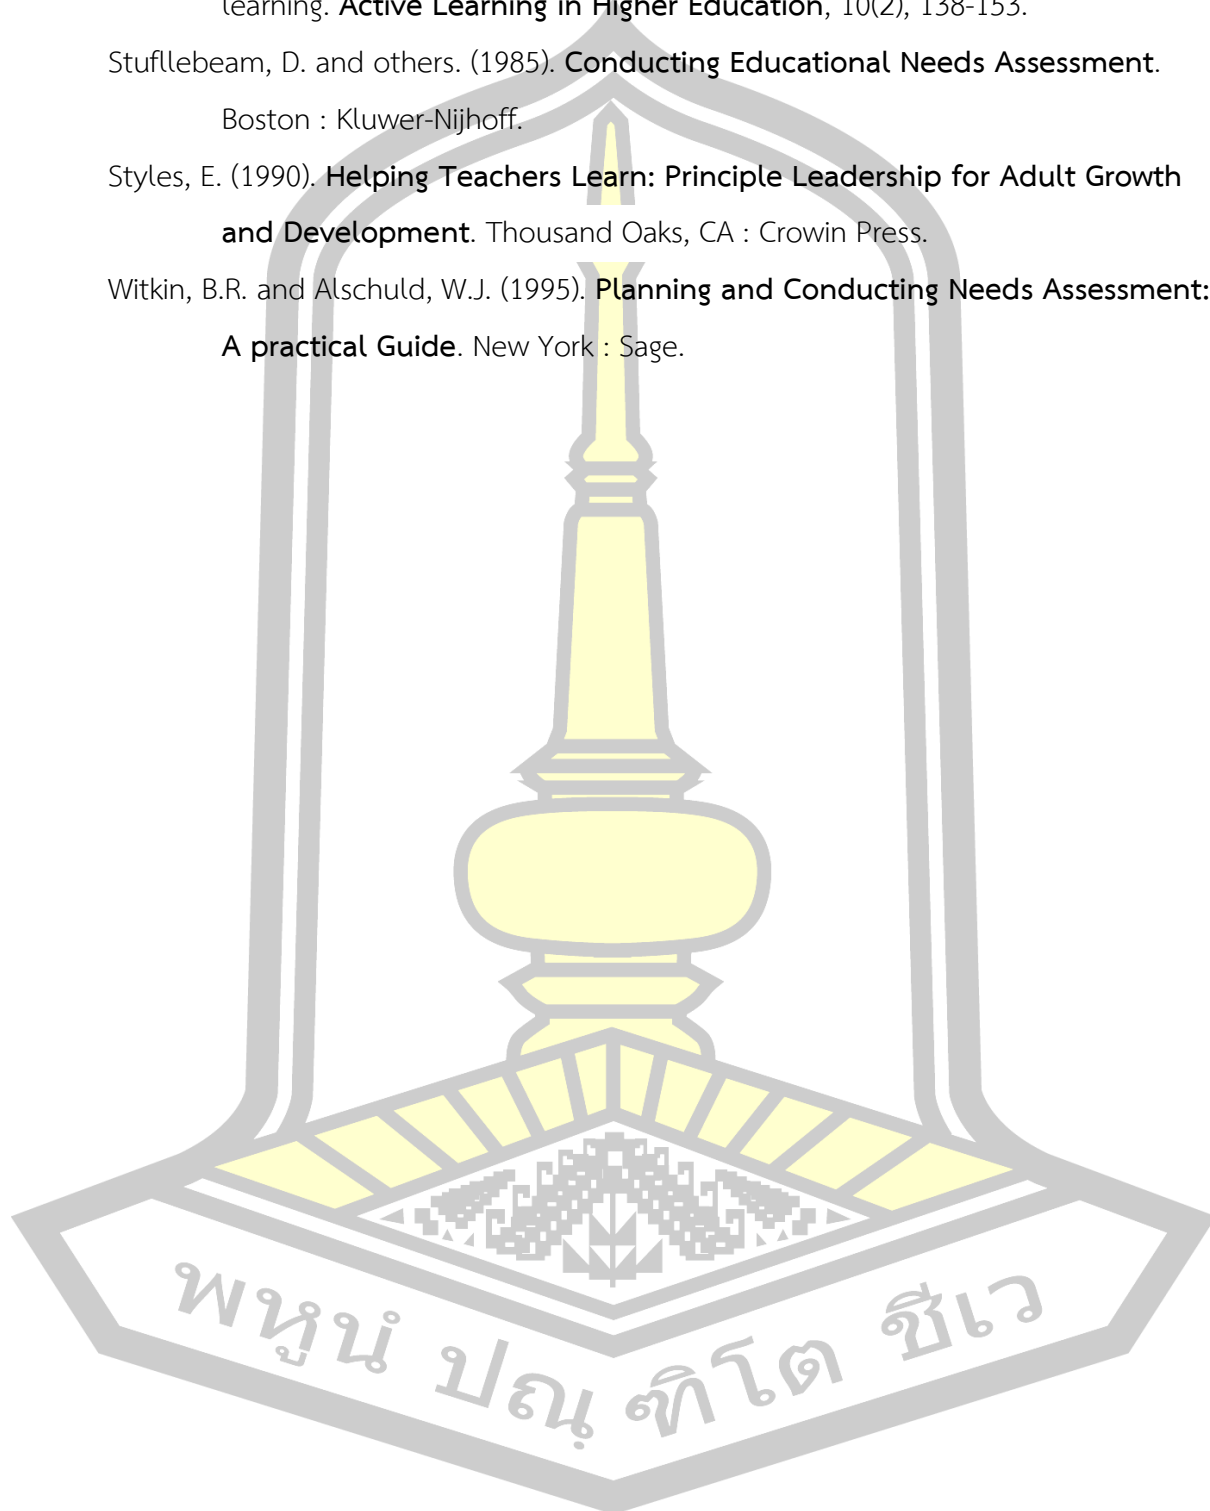 learning. Active Learning in Higher Education, 10(2), 138-153.
Stufllebeam, D. and others. (1985). Conducting Educational Needs Assessment.
Boston : Kluwer-Nijhoff.
Styles, E. (1990). Helping Teachers Learn: Principle Leadership for Adult Growth
and Development. Thousand Oaks, CA : Crowin Press.
Witkin, B.R. and Alschuld, W.J. (1995). Planning and Conducting Needs Assessment:
A practical Guide. New York : Sage.
พหูนํ ปณฺฑิโต ชีเว